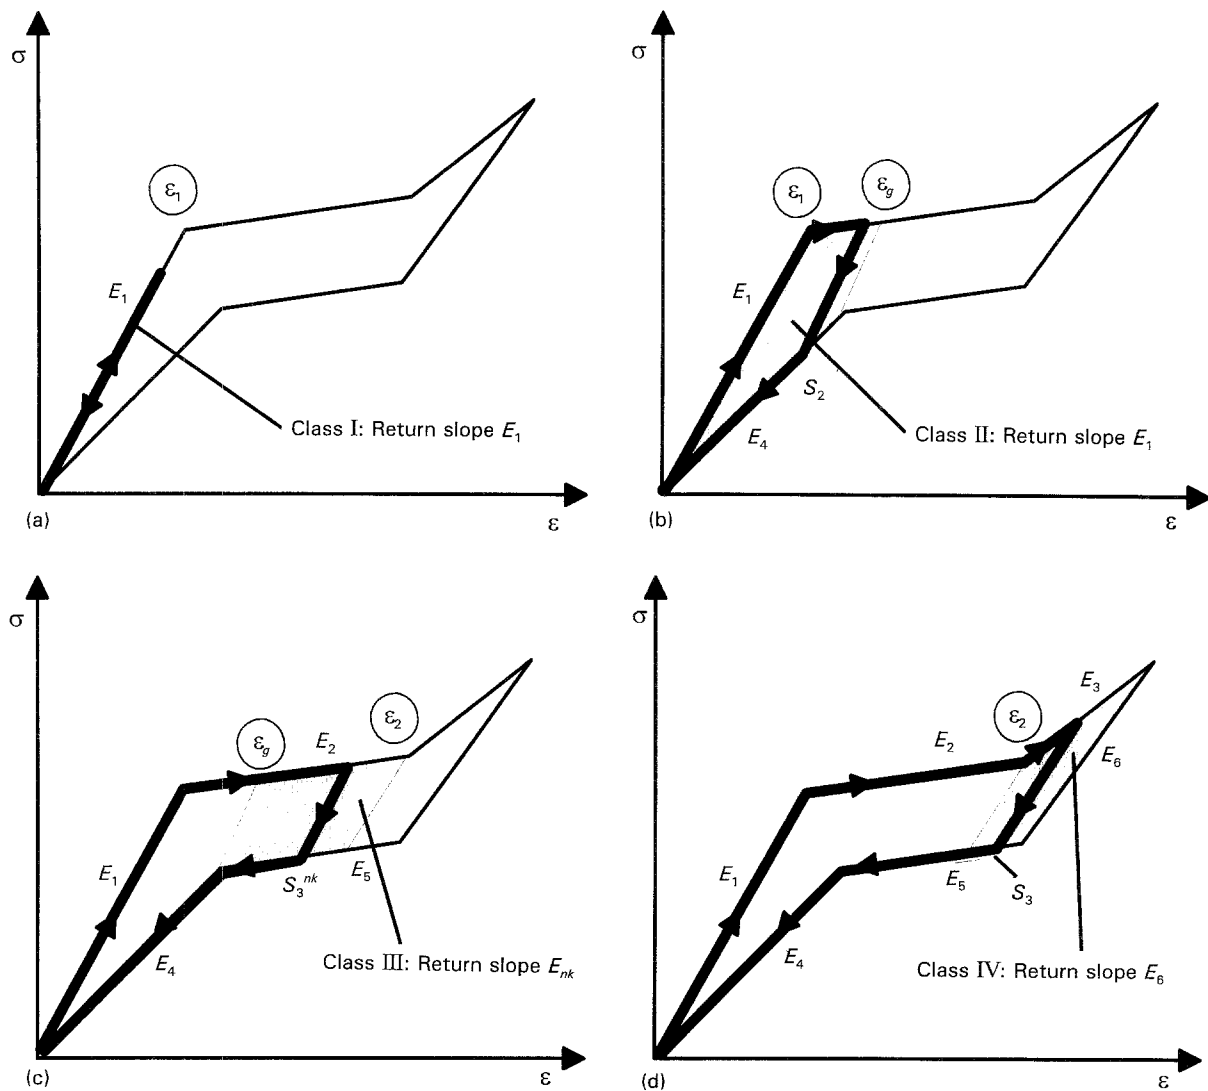 σ
ε₁
E₁
Class I: Return slope E₁
(a)
ε
σ
ε₁
ε_g
E₁
S₂
E₄
Class II: Return slope E₁
(b)
ε
σ
ε_g
E₂
ε₂
E₁
S₃ⁿᵏ
E₅
E₄
Class III: Return slope Eₙₖ
(c)
ε
σ
ε₂
E₃
E₂
E₆
E₁
E₅
S₃
E₄
Class IV: Return slope E₆
(d)
ε